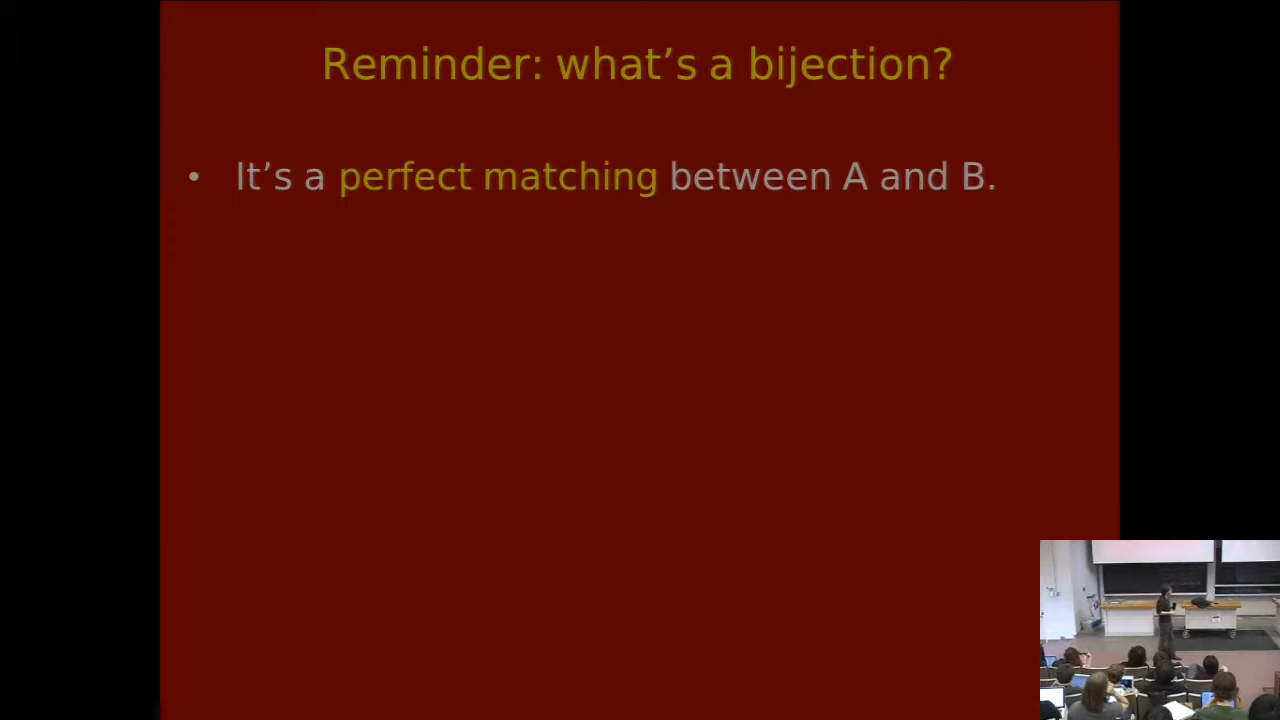 Reminder: what’s a bijection?
• It’s a perfect matching between A and B.